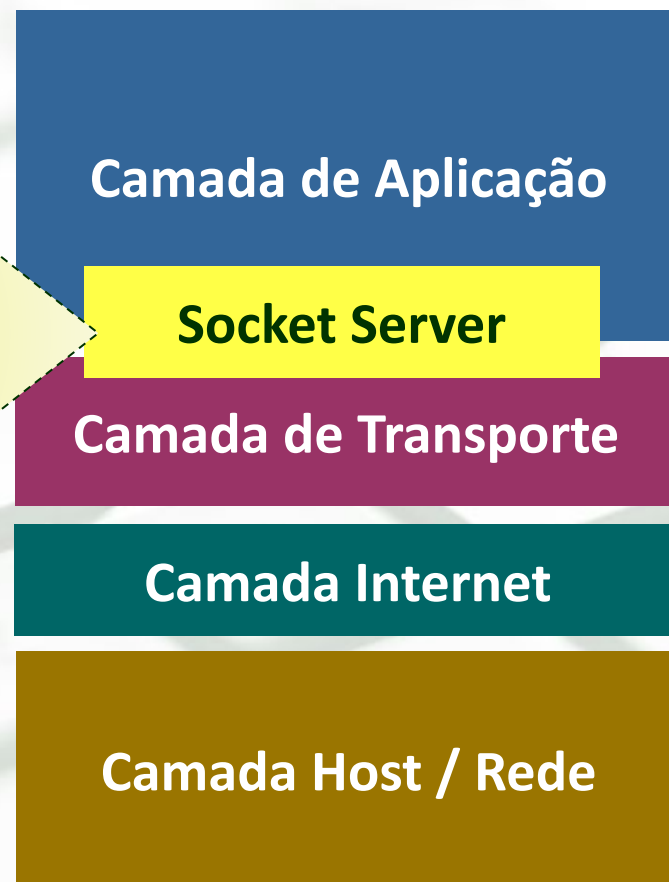 Camada de Aplicação
Socket Server
Camada de Transporte
Camada Internet
Camada Host / Rede